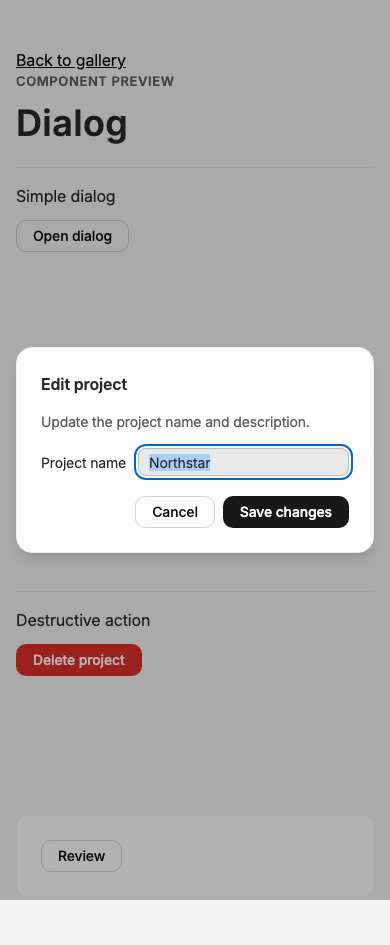 Back to gallery
COMPONENT PREVIEW
Dialog
Simple dialog
Open dialog
Edit project
Update the project name and description.
Project name Northstar
Cancel Save changes
Destructive action
Delete project
Review